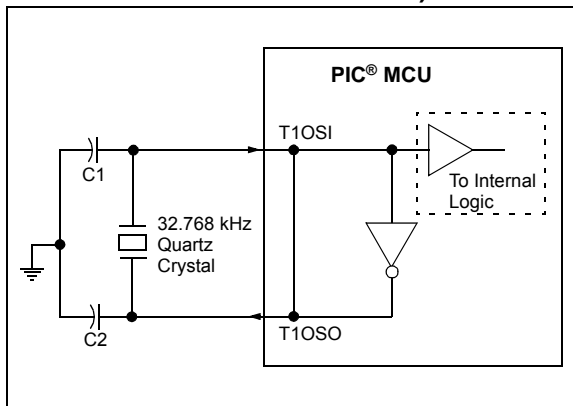 PIC® MCU
T1OSI
C1
To Internal
Logic
32.768 kHz
Quartz
Crystal
T1OSO
C2